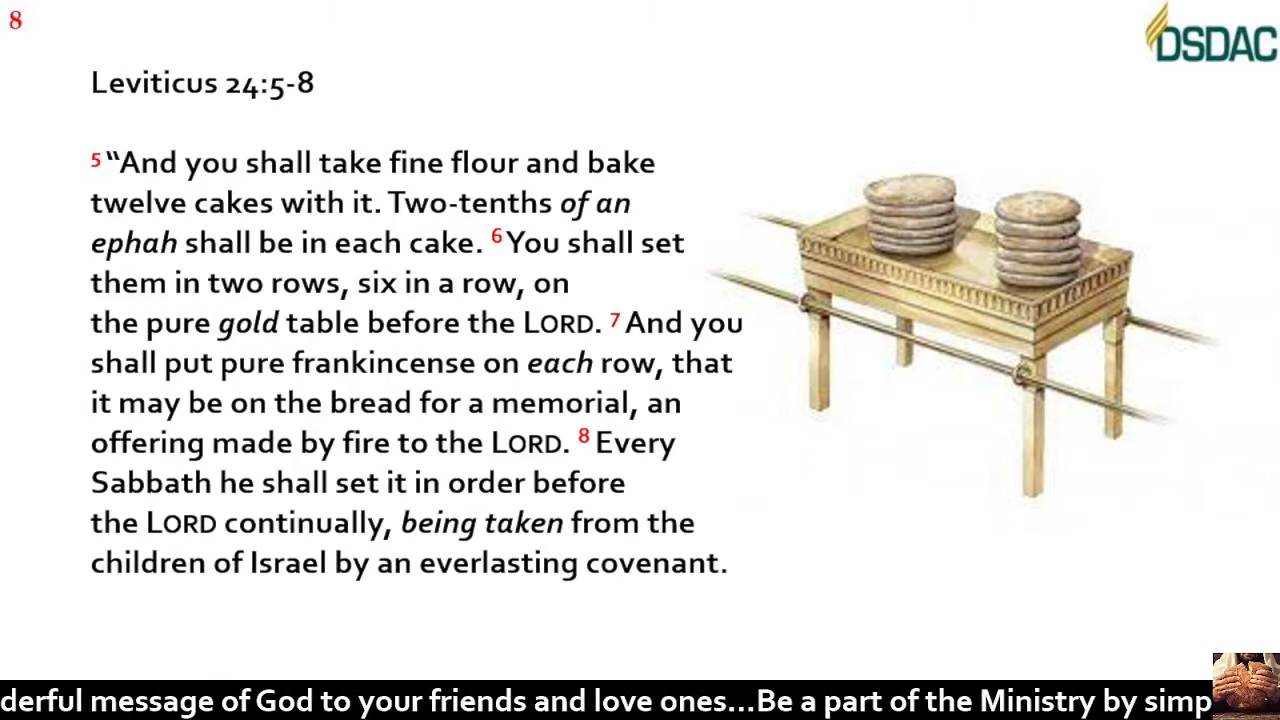 8
DSDAC
Leviticus 24:5-8
5 “And you shall take fine flour and bake
twelve cakes with it. Two-tenths of an
ephah shall be in each cake. 6 You shall set
them in two rows, six in a row, on
the pure gold table before the LORD. 7 And you
shall put pure frankincense on each row, that
it may be on the bread for a memorial, an
offering made by fire to the LORD. 8 Every
Sabbath he shall set it in order before
the LORD continually, being taken from the
children of Israel by an everlasting covenant.
derful message of God to your friends and love ones...Be a part of the Ministry by simp